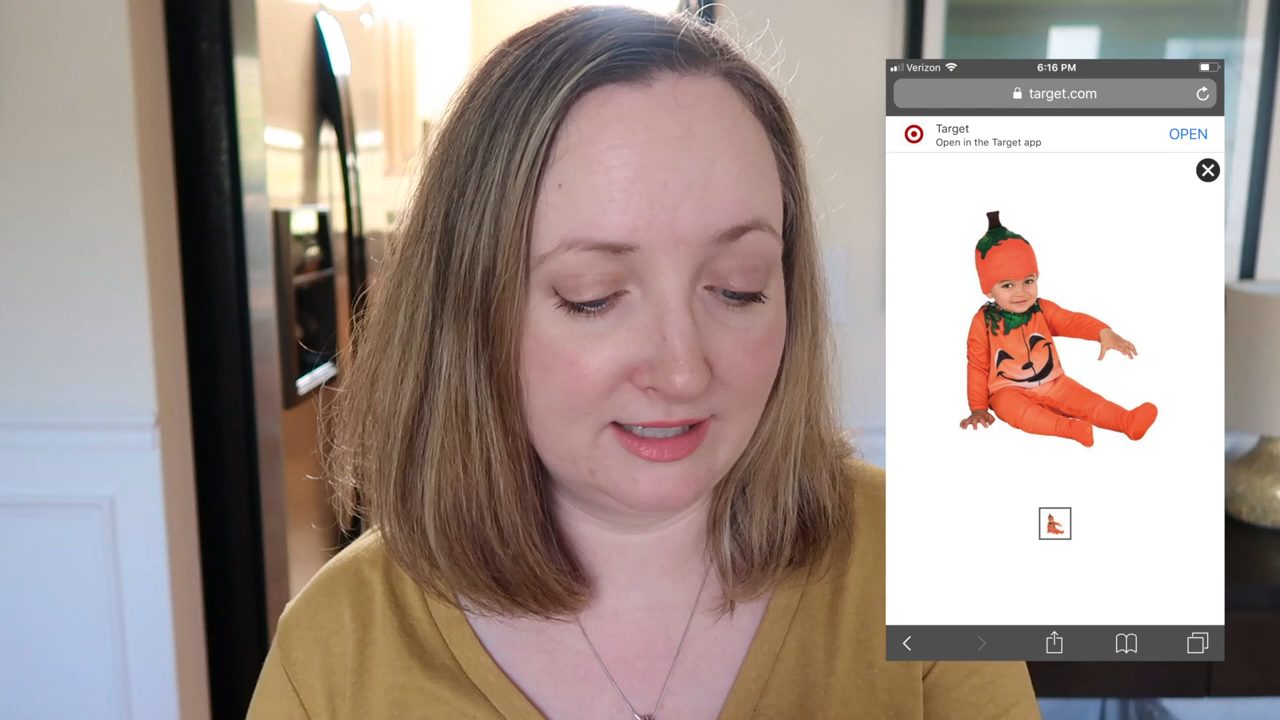 Verizon
6:16 PM
target.com
Target
Open in the Target app
OPEN